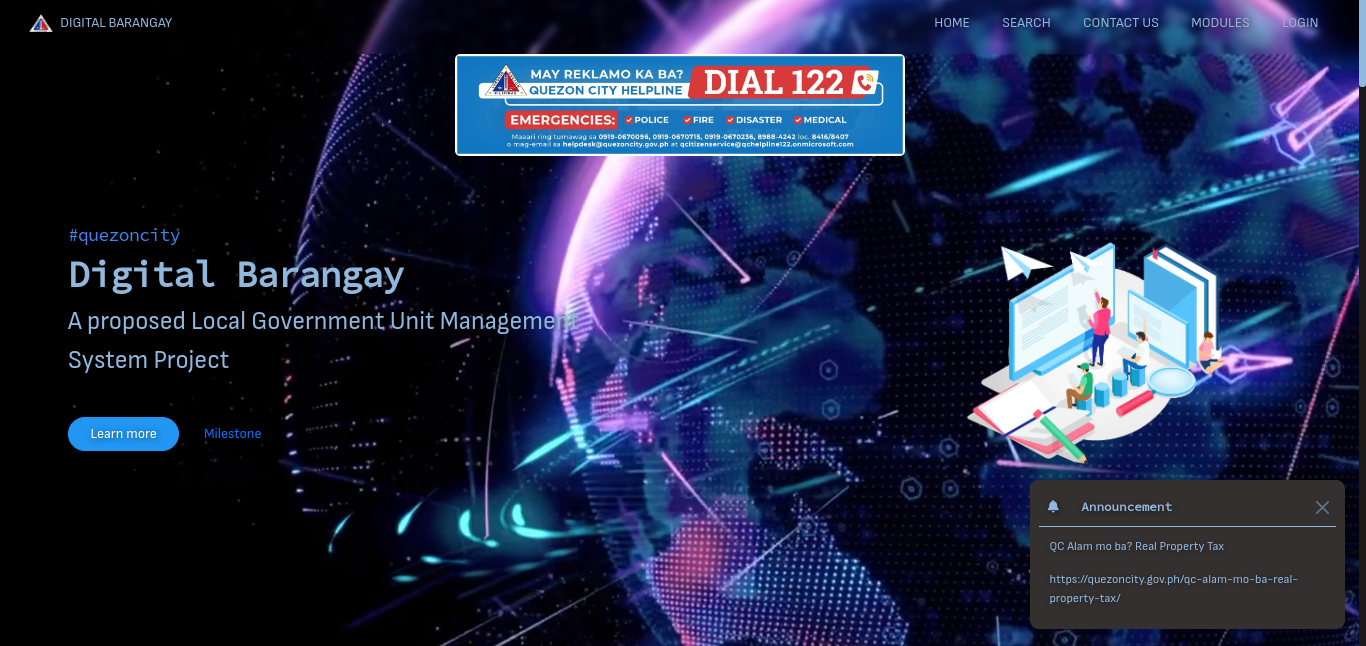 DIGITAL BARANGAY
HOME SEARCH CONTACT US MODULES LOGIN
MAY REKLAMO KA BA?
QUEZON CITY HELPLINE
DIAL 122
EMERGENCIES: POLICE FIRE DISASTER MEDICAL
Maaari ring tumawag sa 0919-0670096, 0919-0670715, 0919-0670236, 8988-4242 loc. 8416/8407
o mag-email sa helpdesk@quezoncity.gov.ph at qcitizenservice@qchelpline122.onmicrosoft.com
#quezoncity
Digital Barangay
A proposed Local Government Unit Management
System Project
Learn more Milestone
Announcement
QC Alam mo ba? Real Property Tax
https://quezoncity.gov.ph/qc-alam-mo-ba-real-
property-tax/